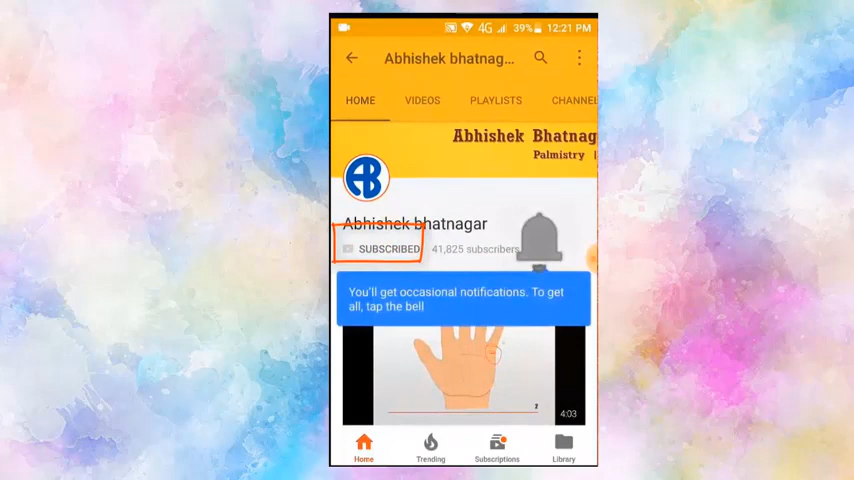 4G 39% 12:21 PM
Abhishek bhatnag...
HOME VIDEOS PLAYLISTS CHANNEL
Abhishek Bhatnag
Palmistry |
AB
Abhishek bhatnagar
SUBSCRIBED 41,825 subscribers
You'll get occasional notifications. To get
all, tap the bell
4:03
Home Trending Subscriptions Library